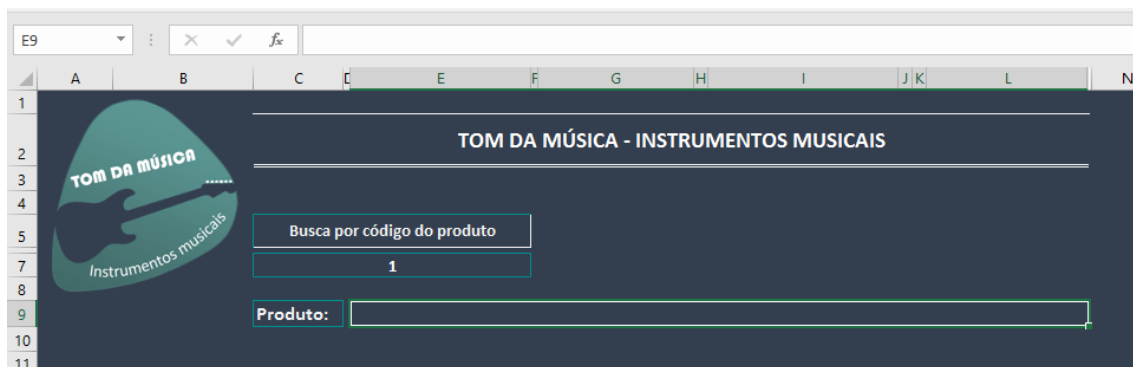 E9
fx
A B C D E F G H I J K L N
1
2
3
4
5
7
8
9
10
11
TOM DA MÚSICA
Instrumentos musicais
TOM DA MÚSICA - INSTRUMENTOS MUSICAIS
Busca por código do produto
1
Produto: